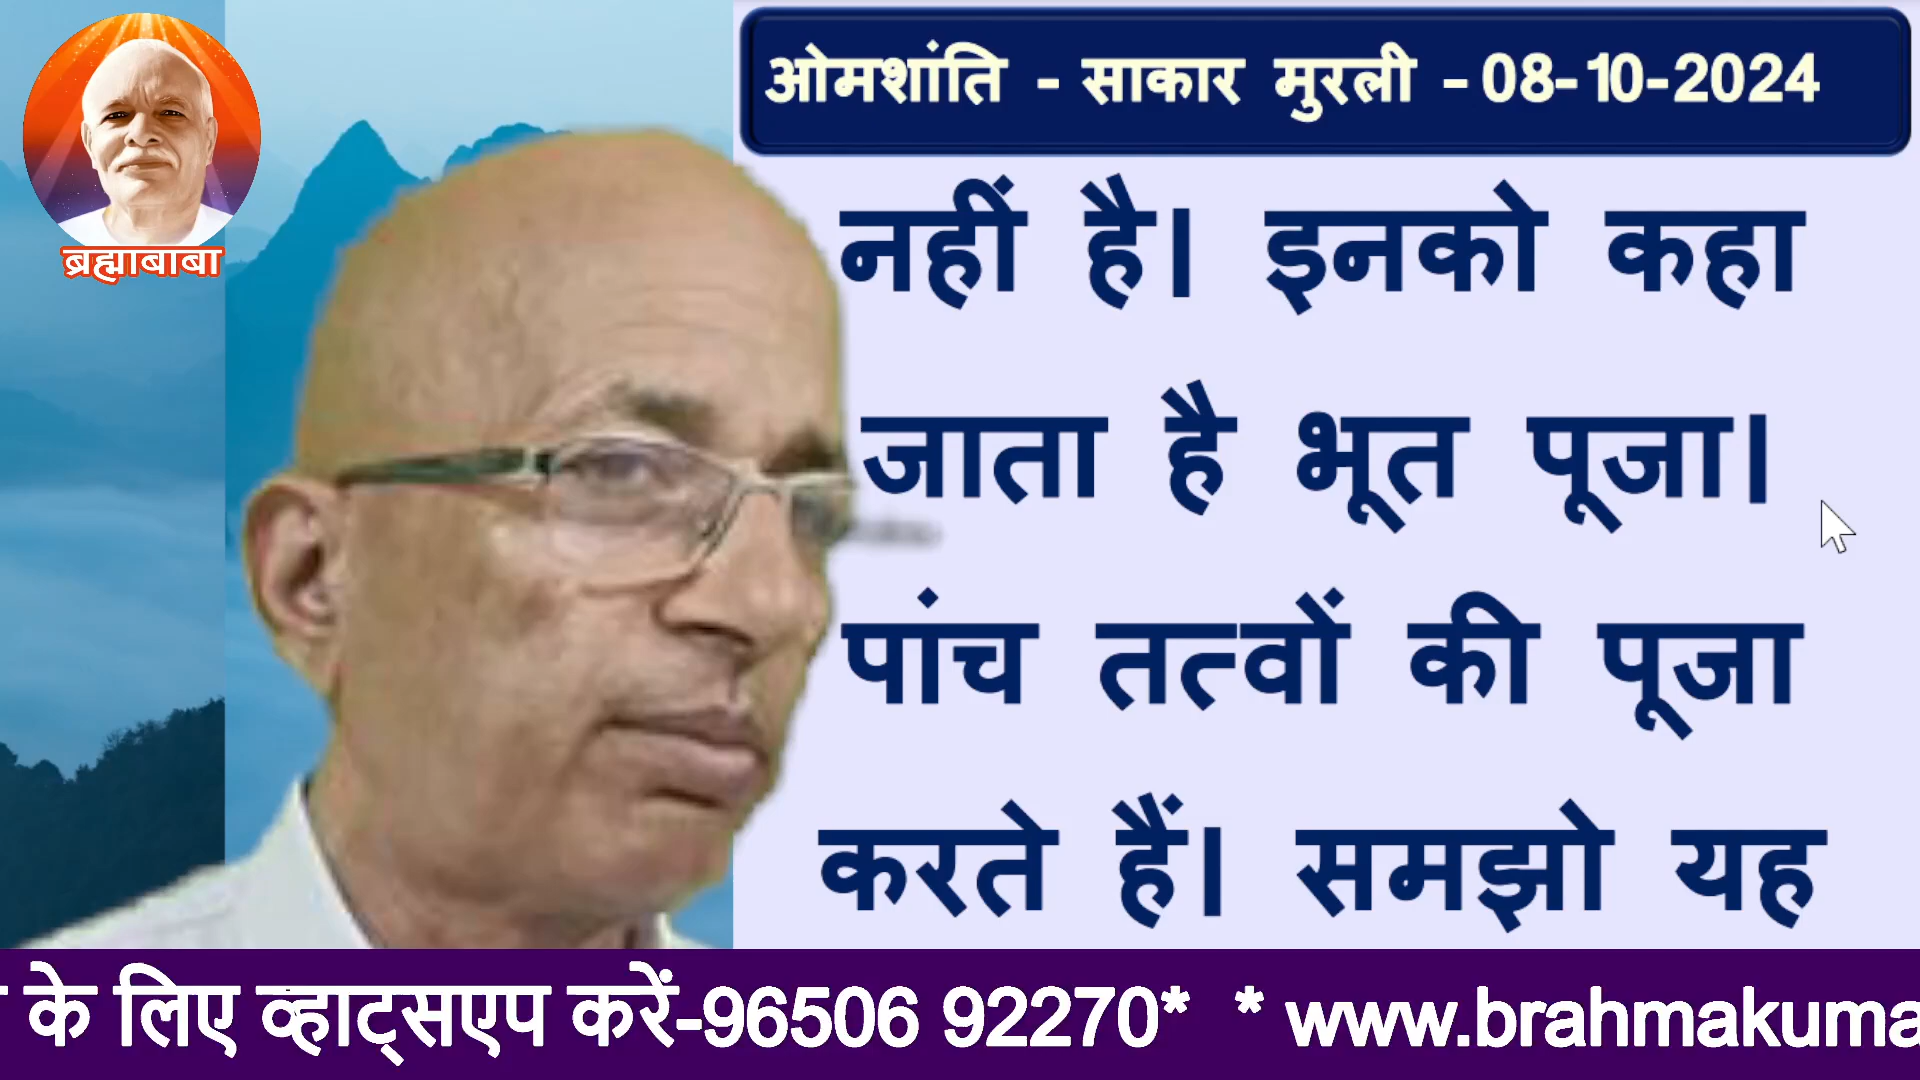 ब्रह्माबाबा
ओमशांति - साकार मुरली - 08-10-2024
नहीं है। इनको कहा
जाता है भूत पूजा।
पांच तत्वों की पूजा
करते हैं। समझो यह
के लिए व्हाट्सएप करें-96506 92270* * www.brahmakuma